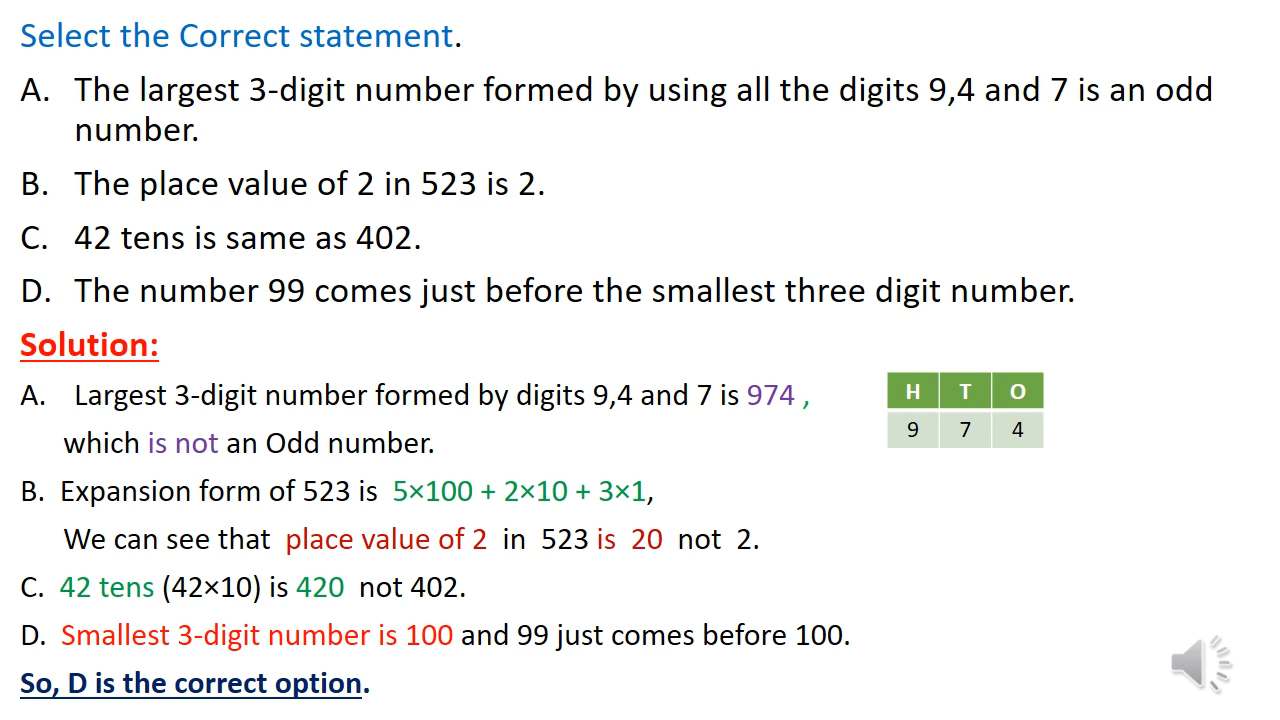 Select the Correct statement.
A. The largest 3-digit number formed by using all the digits 9,4 and 7 is an odd
number.
B. The place value of 2 in 523 is 2.
C. 42 tens is same as 402.
D. The number 99 comes just before the smallest three digit number.
Solution:
A. Largest 3-digit number formed by digits 9,4 and 7 is 974 ,
which is not an Odd number.
H T O
9 7 4
B. Expansion form of 523 is 5×100 + 2×10 + 3×1,
We can see that place value of 2 in 523 is 20 not 2.
C. 42 tens (42×10) is 420 not 402.
D. Smallest 3-digit number is 100 and 99 just comes before 100.
So, D is the correct option.